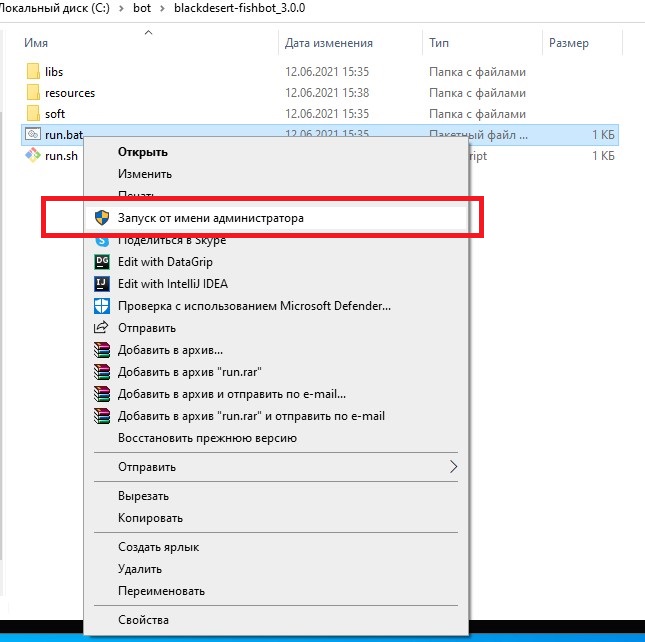 Локальный диск (C:) > bot > blackdesert-fishbot_3.0.0
Имя Дата изменения Тип Размер
libs 12.06.2021 15:35 Папка с файлами
resources 12.06.2021 15:38 Папка с файлами
soft 12.06.2021 15:35 Папка с файлами
run.bat 12.06.2021 15:35 Пакетный файл ... 1 КБ
run.sh ript 1 КБ
Открыть
Изменить
Печать
Запуск от имени администратора
Поделиться в Skype
DG Edit with DataGrip
IJ Edit with IntelliJ IDEA
Проверка с использованием Microsoft Defender...
Отправить
Добавить в архив...
Добавить в архив "run.rar"
Добавить в архив и отправить по e-mail...
Добавить в архив "run.rar" и отправить по e-mail
Восстановить прежнюю версию
Отправить
Вырезать
Копировать
Создать ярлык
Удалить
Переименовать
Свойства